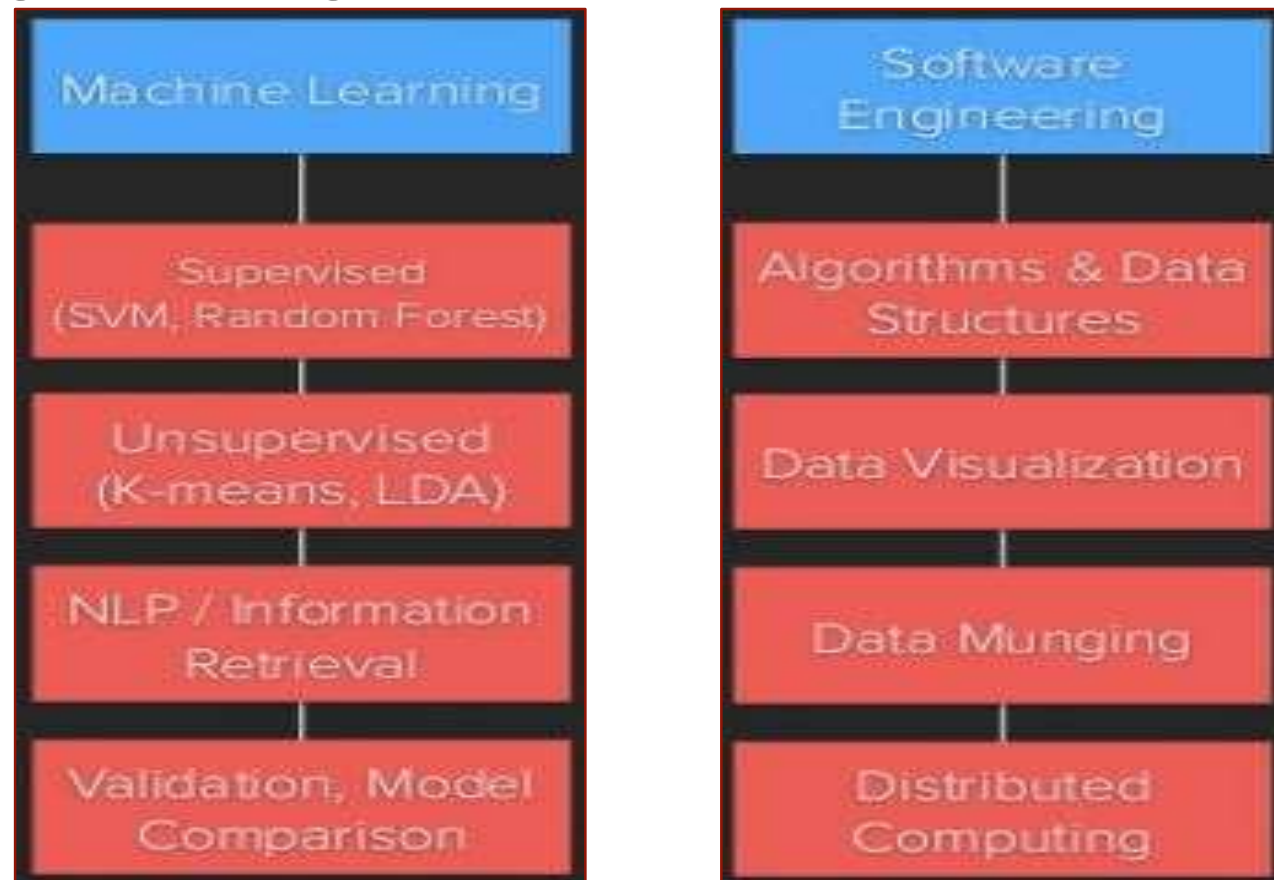 Machine Learning
Supervised
(SVM, Random Forest)
Unsupervised
(K-means, LDA)
NLP / Information
Retrieval
Validation, Model
Comparison
Software
Engineering
Algorithms & Data
Structures
Data Visualization
Data Munging
Distributed
Computing